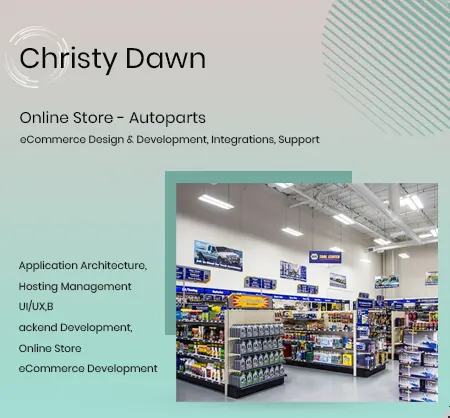 Christy Dawn
Online Store - Autoparts
eCommerce Design & Development, Integrations, Support
Application Architecture,
Hosting Management
UI/UX,B
ackend Development,
Online Store
eCommerce Development